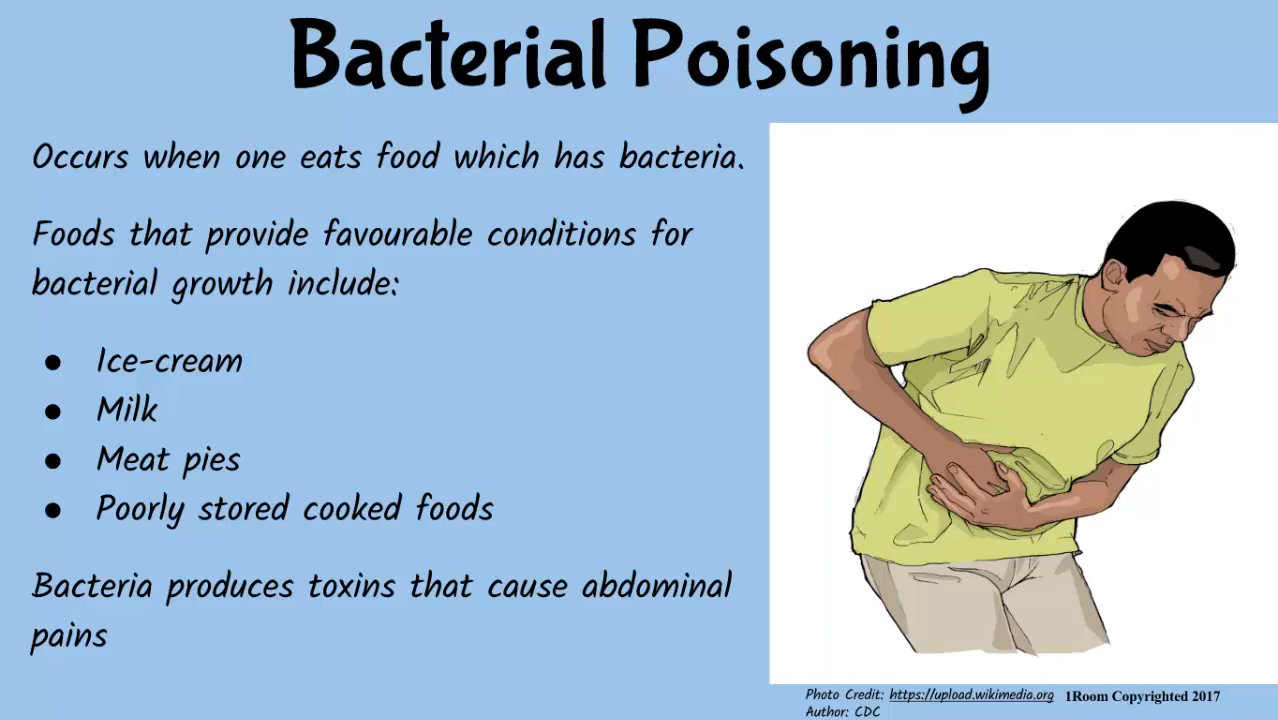 Bacterial Poisoning
Occurs when one eats food which has bacteria.
Foods that provide favourable conditions for
bacterial growth include:
● Ice-cream
● Milk
● Meat pies
● Poorly stored cooked foods
Bacteria produces toxins that cause abdominal
pains
Photo Credit: https://upload.wikimedia.org 1Room Copyrighted 2017
Author: CDC